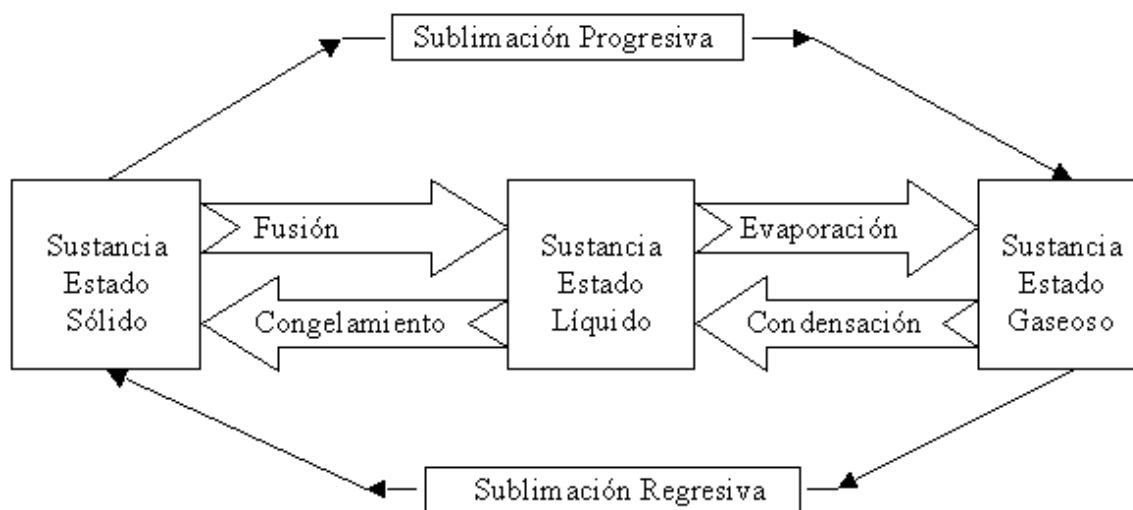 Sublimación Progresiva
Sustancia
Estado
Sólido
Fusión
Congelamiento
Sustancia
Estado
Líquido
Evaporación
Condensación
Sustancia
Estado
Gaseoso
Sublimación Regresiva